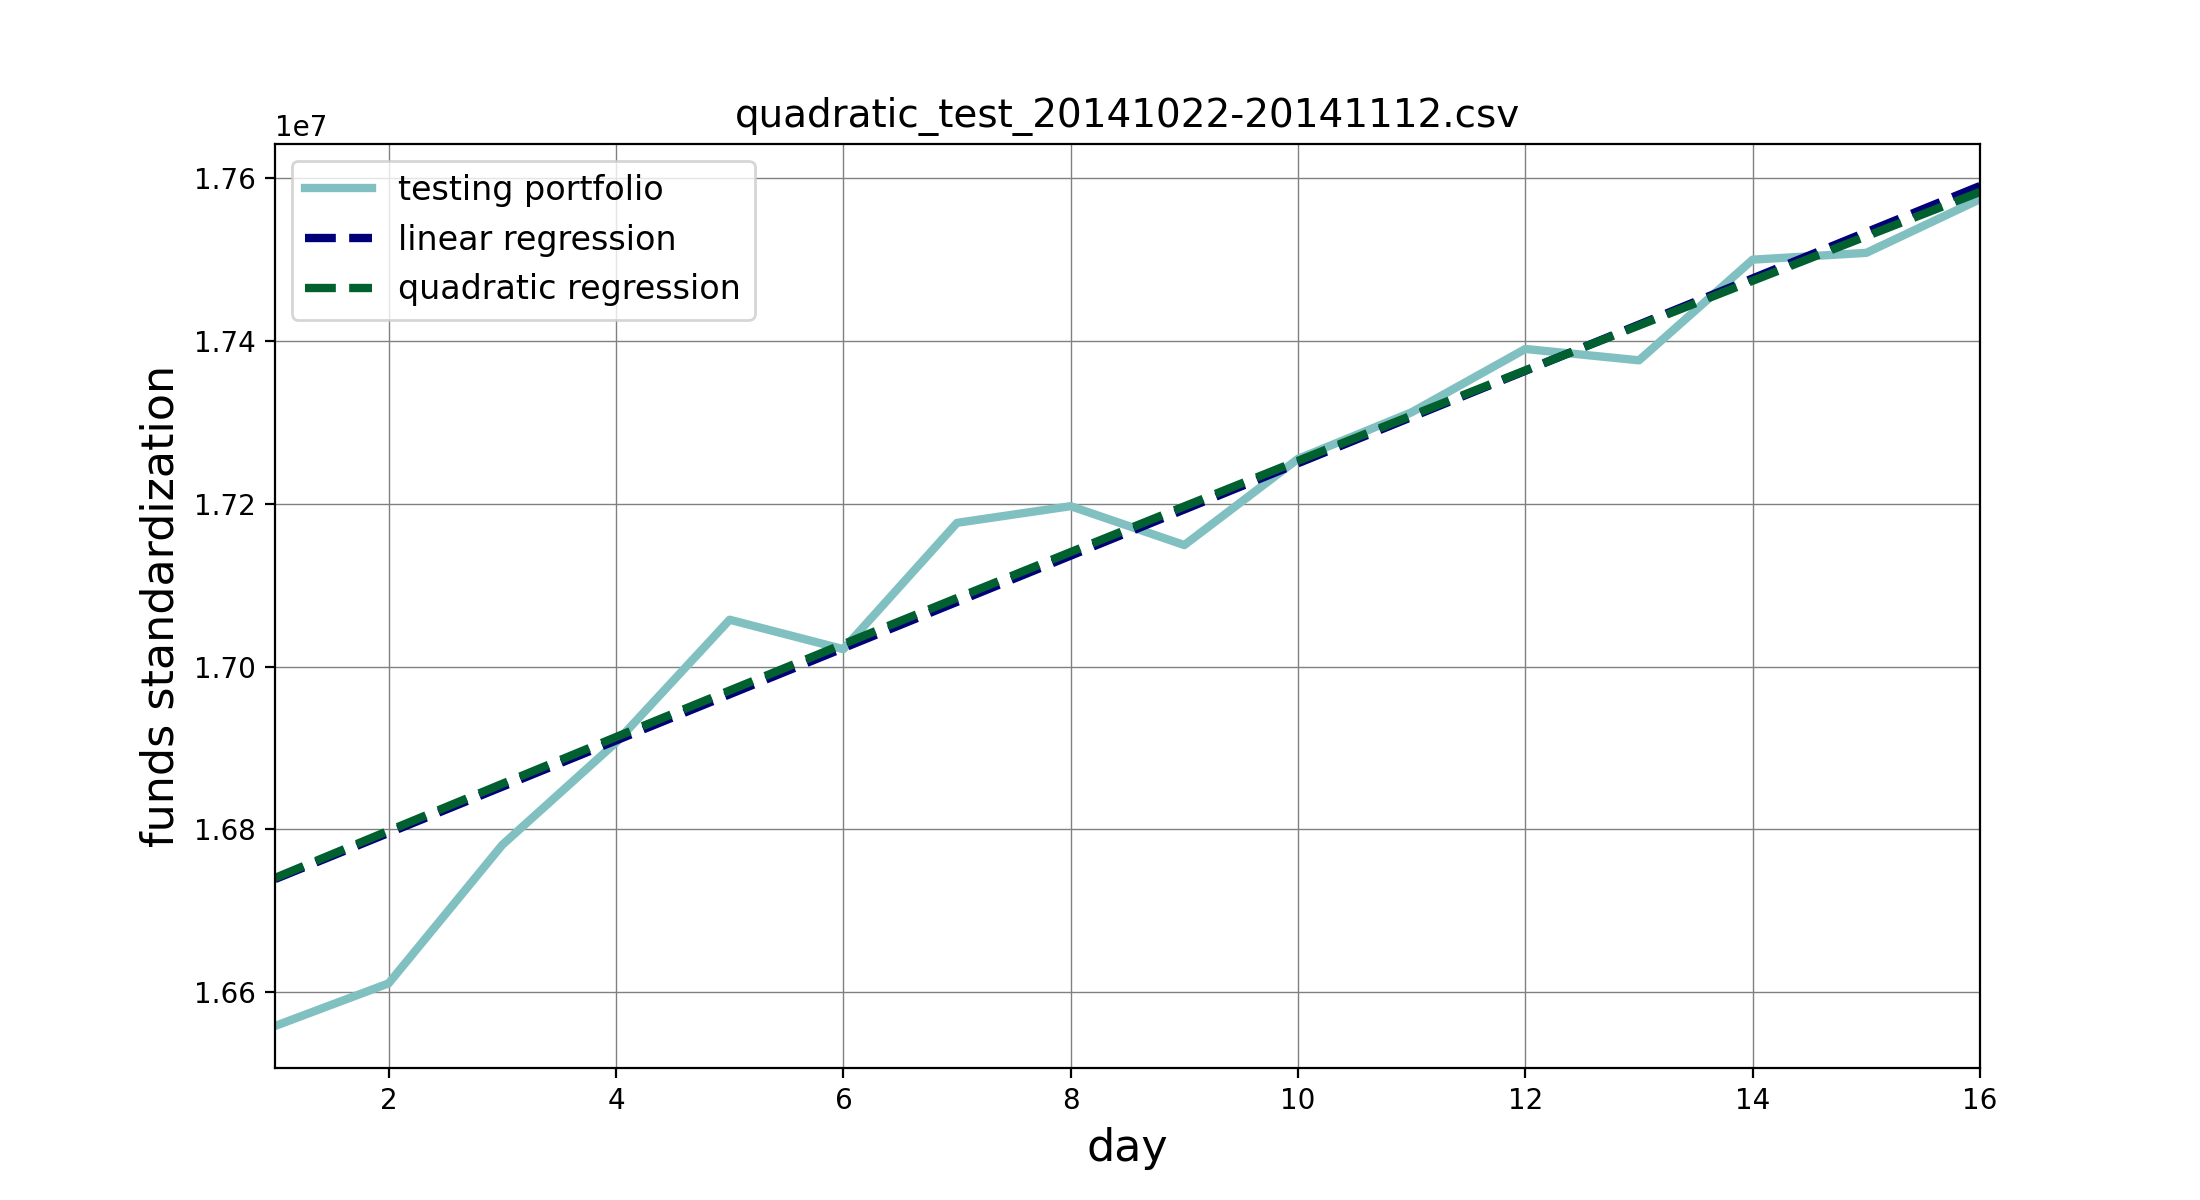 quadratic_test_20141022-20141112.csv
1e7
testing portfolio
linear regression
quadratic regression
1.76
1.74
1.72
1.70
1.68
1.66
funds standardization
2 4 6 8 10 12 14 16
day